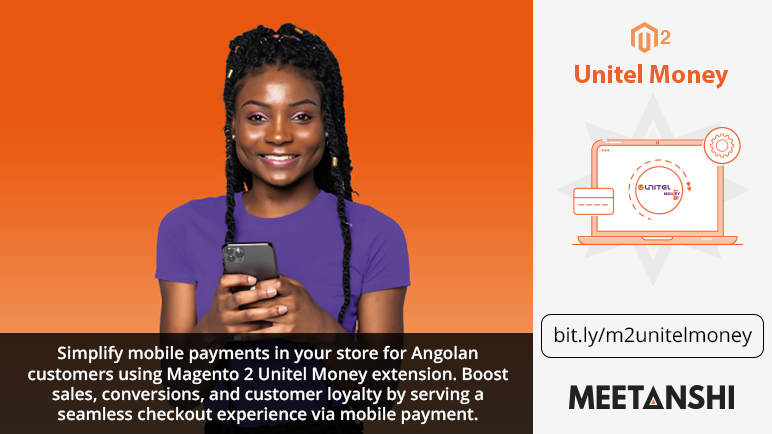 2
Unitel Money
UNITEL
MONEY
bit.ly/m2unitelmoney
MEETANSHI
Simplify mobile payments in your store for Angolan
customers using Magento 2 Unitel Money extension. Boost
sales, conversions, and customer loyalty by serving a
seamless checkout experience via mobile payment.